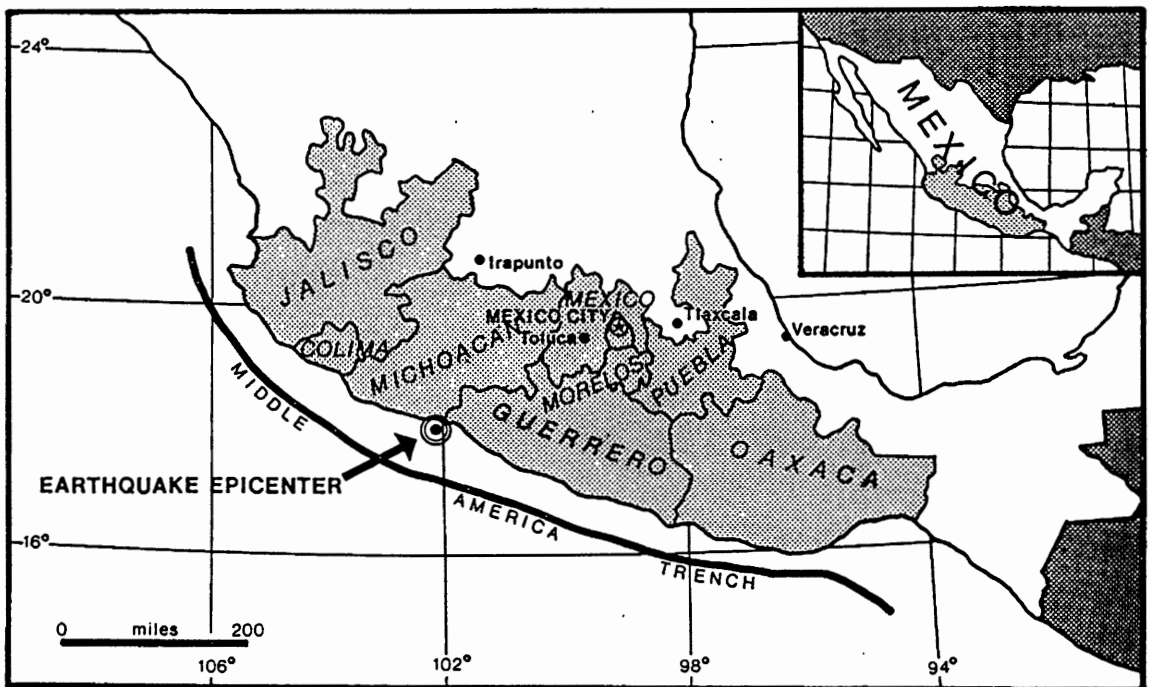 24°
MEXICO
JALISCO
Irapunto
20°
MEXICO
MEXICO CITY
Tlaxcala
Toluca
Veracruz
COLIMA
MICHOACAN
MORELOS
PUEBLA
MIDDLE
GUERRERO
OAXACA
EARTHQUAKE EPICENTER
AMERICA
16°
TRENCH
0 miles 200
106°
102°
98°
94°